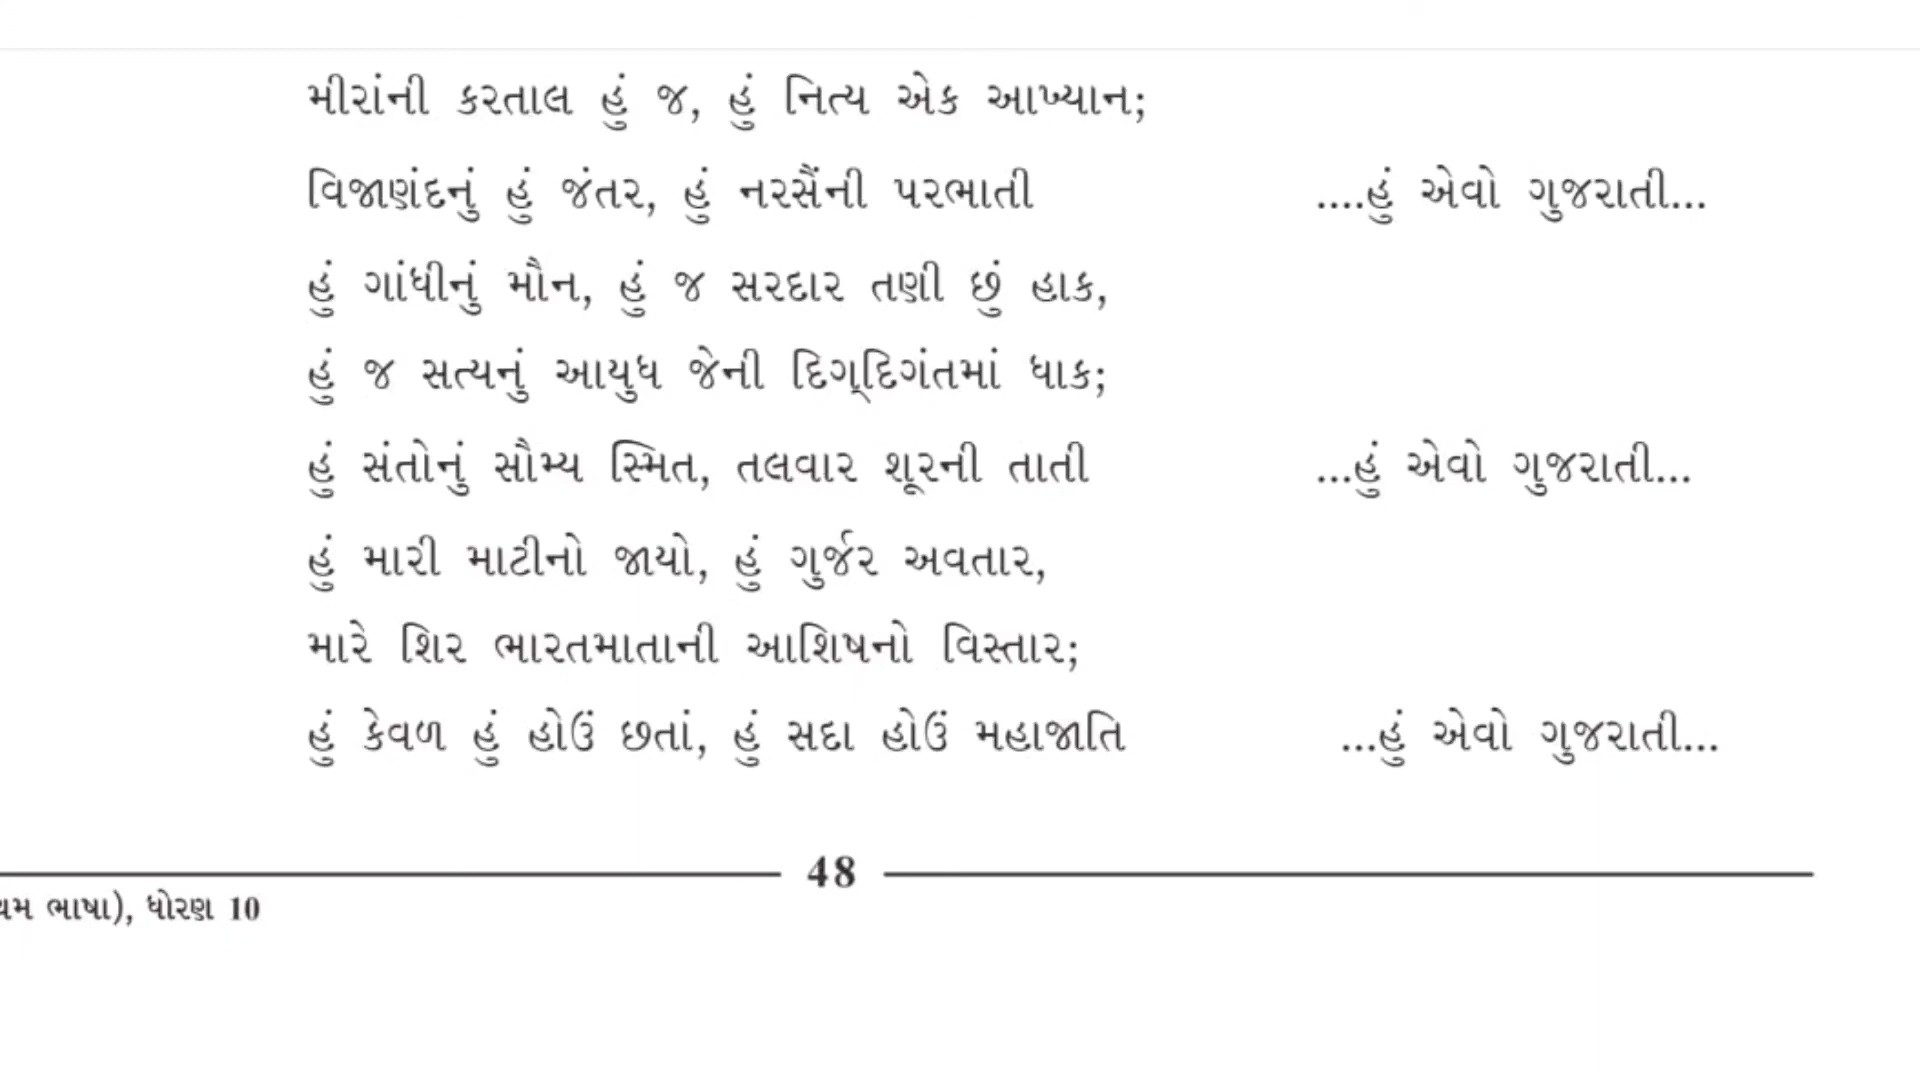 મીરાંની કરતાલ હું જ, હું નિત્ય એક આખ્યાન;
વિજાણંદનું હું જંતર, હું નરસૈંની પરભાતી ....હું એવો ગુજરાતી...
હું ગાંધીનું મૌન, હું જ સરદાર તણી છું હાક,
હું જ સત્યનું આયુધ જેની દિગ્દિગંતમાં ધાક;
હું સંતોનું સૌમ્ય સ્મિત, તલવાર શૂરની તાતી ...હું એવો ગુજરાતી...
હું મારી માટીનો જાયો, હું ગુર્જર અવતાર,
મારે શિર ભારતમાતાની આશિષનો વિસ્તાર;
હું કેવળ હું હોઉં છતાં, હું સદા હોઉં મહાજાતિ ...હું એવો ગુજરાતી...
48
ભાષા), ધોરણ 10